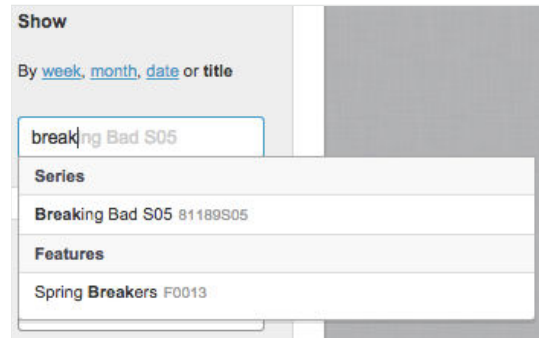 Show
By week, month, date or title
breaking Bad S05
Series
Breaking Bad S05 81189S05
Features
Spring Breakers F0013